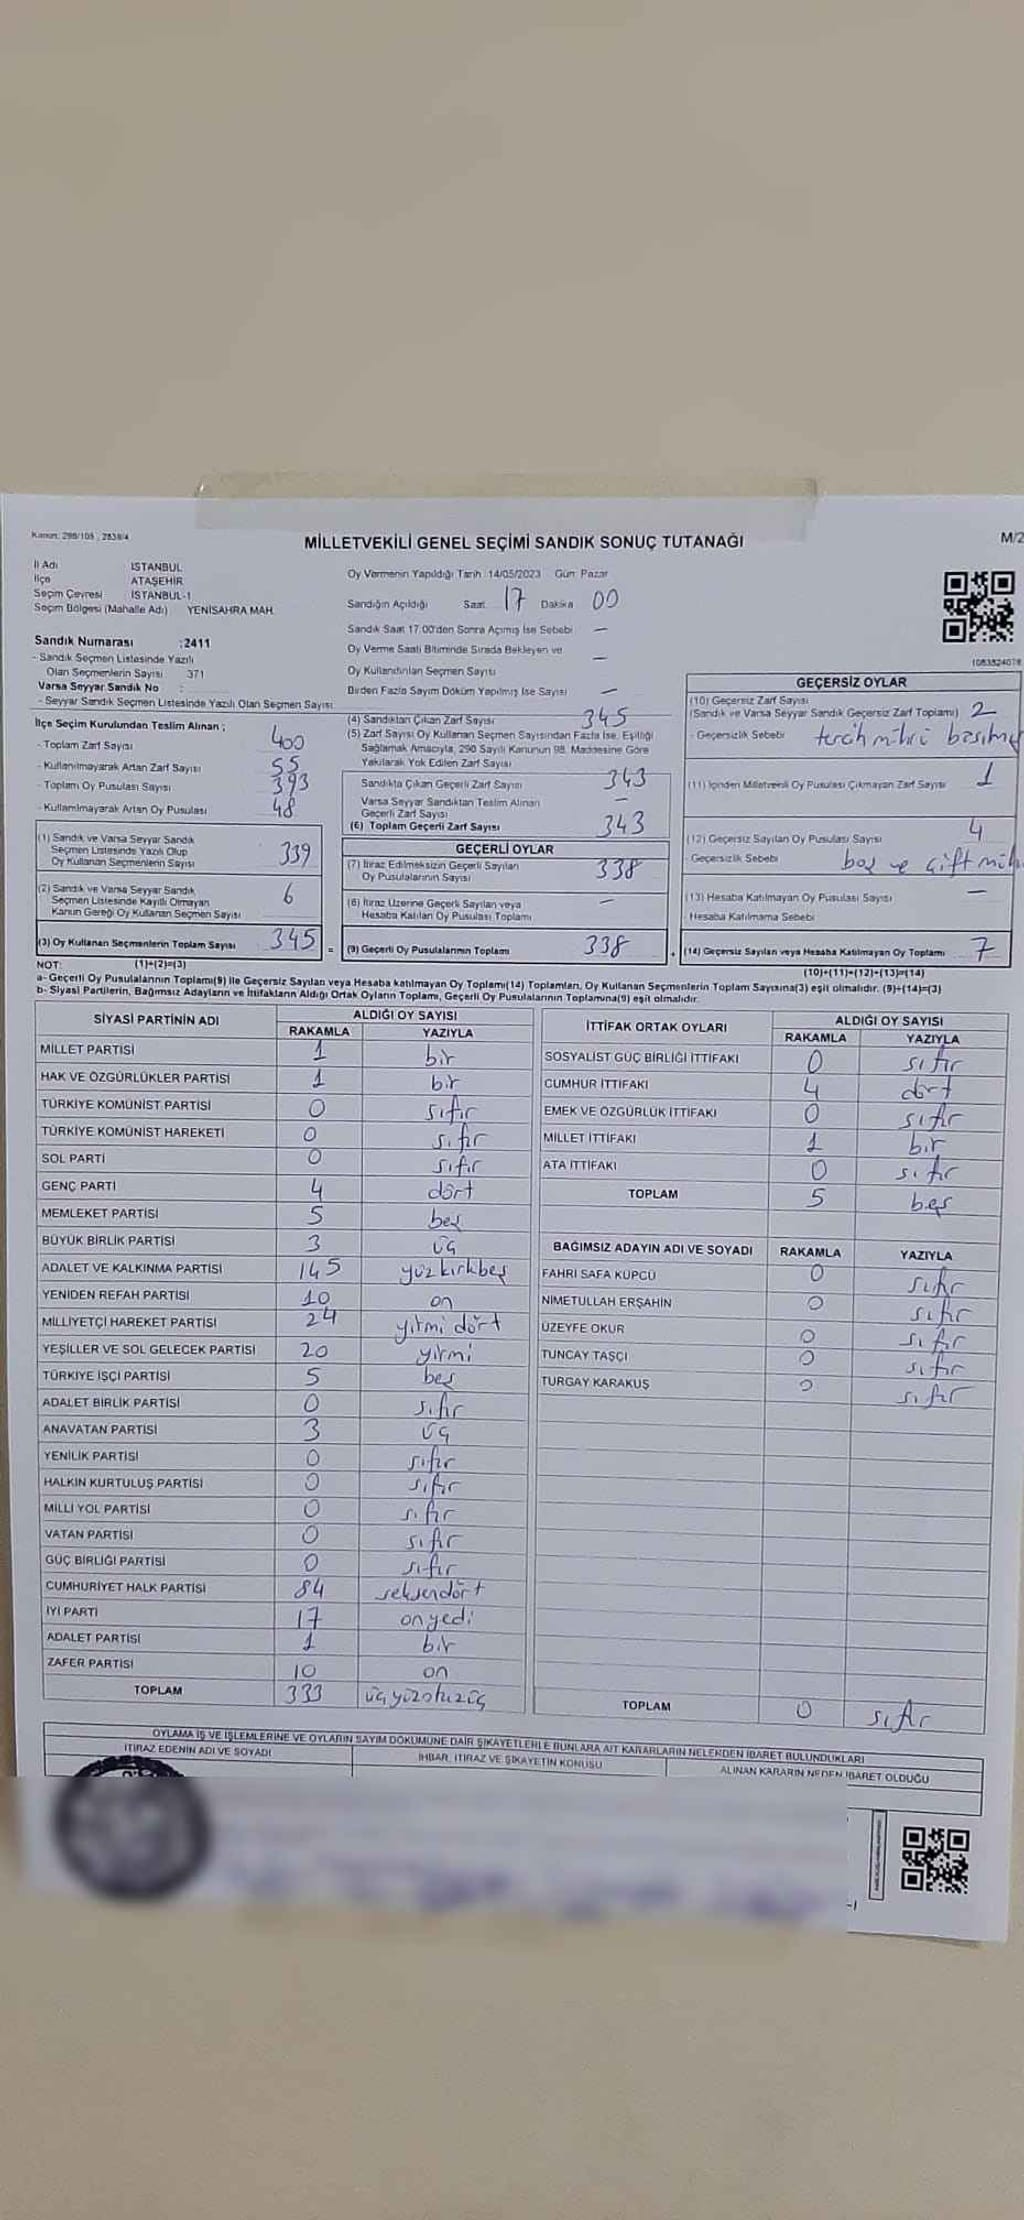 Kanun: 298/105 , 2839/4
MİLLETVEKİLİ GENEL SEÇİMİ SANDIK SONUÇ TUTANAĞI
M/2
İl Adı İSTANBUL
İlçe ATAŞEHİR
Seçim Çevresi İSTANBUL-1
Seçim Bölgesi (Mahalle Adı) YENİSAHRA MAH.
Oy Vermenin Yapıldığı Tarih :14/05/2023 Gün: Pazar
Sandığın Açıldığı Saat: 17 Dakika 00
Sandık Saat 17:00'den Sonra Açımış İse Sebebi —
Oy Verme Saati Bitiminde Sırada Bekleyen ve
Oy Kullandırılan Seçmen Sayısı —
Birden Fazla Sayım Döküm Yapılmış İse Sayısı —
Sandık Numarası :2411
- Sandık Seçmen Listesinde Yazılı
Olan Seçmenlerin Sayısı 371
Varsa Seyyar Sandık No :
- Seyyar Sandık Seçmen Listesinde Yazılı Olan Seçmen Sayısı:
İlçe Seçim Kurulundan Teslim Alınan ;
- Toplam Zarf Sayısı 400
- Kullanılmayarak Artan Zarf Sayısı 55
- Toplam Oy Pusulası Sayısı 393
- Kullanılmayarak Artan Oy Pusulası 48
(1) Sandık ve Varsa Seyyar Sandık
Seçmen Listesinde Yazılı Olup
Oy Kullanan Seçmenlerin Sayısı 339
(2) Sandık ve Varsa Seyyar Sandık
Seçmen Listesinde Kayıtlı Olmayan
Kanun Gereği Oy Kullanan Seçmen Sayısı 6
(3) Oy Kullanan Seçmenlerin Toplam Sayısı 345 =
(4) Sandıktan Çıkan Zarf Sayısı 345
(5) Zarf Sayısı Oy Kullanan Seçmen Sayısından Fazla İse, Eşitliği
Sağlamak Amacıyla, 298 Sayılı Kanunun 98. Maddesine Göre
Yakılarak Yok Edilen Zarf Sayısı
Sandıkta Çıkan Geçerli Zarf Sayısı 343
Varsa Seyyar Sandıktan Teslim Alınan
Geçerli Zarf Sayısı —
(6) Toplam Geçerli Zarf Sayısı 343
GEÇERLİ OYLAR
(7) İtiraz Edilmeksizin Geçerli Sayılan
Oy Pusulalarının Sayısı 338
(8) İtiraz Üzerine Geçerli Sayılan veya
Hesaba Katılan Oy Pusulası Toplamı —
(9) Geçerli Oy Pusulalarının Toplamı 338 +
1083824078
GEÇERSİZ OYLAR
(10) Geçersiz Zarf Sayısı
(Sandık ve Varsa Seyyar Sandık Geçersiz Zarf Toplamı) 2
- Geçersizlik Sebebi tercih mührü
(11) İçinden Milletvekili Oy Pusulası Çıkmayan Zarf Sayısı 1
(12) Geçersiz Sayılan Oy Pusulası Sayısı 4
- Geçersizlik Sebebi boş ve çift
(13) Hesaba Katılmayan Oy Pusulası Sayısı —
Hesaba Katılmama Sebebi
(14) Geçersiz Sayılan veya Hesaba Katılmayan Oy Toplamı 7
NOT: (1)+(2)=(3) (10)+(11)+(12)+(13)=(14)
a- Geçerli Oy Pusulalarının Toplamı(9) ile Geçersiz Sayılan veya Hesaba katılmayan Oy Toplamı(14) Toplamları, Oy Kullanan Seçmenlerin Toplam Sayısına(3) eşit olmalıdır. (9)+(14)=(3)
b- Siyasi Partilerin, Bağımsız Adayların ve İttifakların Aldığı Ortak Oyların Toplamı, Geçerli Oy Pusulalarının Toplamına(9) eşit olmalıdır.
SİYASİ PARTİNİN ADI ALDIĞI OY SAYISI
RAKAMLA YAZIYLA
MİLLET PARTİSİ 1 bir
HAK VE ÖZGÜRLÜKLER PARTİSİ 1 bir
TÜRKİYE KOMÜNİST PARTİSİ 0 sıfır
TÜRKİYE KOMÜNİST HAREKETİ 0 sıfır
SOL PARTİ 0 sıfır
GENÇ PARTİ 4 dört
MEMLEKET PARTİSİ 5 beş
BÜYÜK BİRLİK PARTİSİ 3 üç
ADALET VE KALKINMA PARTİSİ 145 yüzkırkbeş
YENİDEN REFAH PARTİSİ 10 on
MİLLİYETÇİ HAREKET PARTİSİ 24 yirmi dört
YEŞİLLER VE SOL GELECEK PARTİSİ 20 yirmi
TÜRKİYE İŞÇİ PARTİSİ 5 beş
ADALET BİRLİK PARTİSİ 0 sıfır
ANAVATAN PARTİSİ 3 üç
YENİLİK PARTİSİ 0 sıfır
HALKIN KURTULUŞ PARTİSİ 0 sıfır
MİLLİ YOL PARTİSİ 0 sıfır
VATAN PARTİSİ 0 sıfır
GÜÇ BİRLİĞİ PARTİSİ 0 sıfır
CUMHURİYET HALK PARTİSİ 84 seksendört
İYİ PARTİ 17 onyedi
ADALET PARTİSİ 1 bir
ZAFER PARTİSİ 10 on
TOPLAM 333 üçyüzotuzüç
İTTİFAK ORTAK OYLARI ALDIĞI OY SAYISI
RAKAMLA YAZIYLA
SOSYALİST GÜÇ BİRLİĞİ İTTİFAKI 0 sıfır
CUMHUR İTTİFAKI 4 dört
EMEK VE ÖZGÜRLÜK İTTİFAKI 0 sıfır
MİLLET İTTİFAKI 1 bir
ATA İTTİFAKI 0 sıfır
TOPLAM 5 beş
BAĞIMSIZ ADAYIN ADI VE SOYADI RAKAMLA YAZIYLA
FAHRİ SAFA KÜPCÜ 0 sıfır
NİMETULLAH ERŞAHİN 0 sıfır
ÜZEYFE OKUR 0 sıfır
TUNCAY TAŞÇI 0 sıfır
TURGAY KARAKUŞ 0 sıfır
TOPLAM 0 sıfır
OYLAMA İŞ VE İŞLEMLERİNE VE OYLARIN SAYIM DÖKÜMÜNE DAİR ŞİKAYETLERLE BUNLARA AİT KARARLARIN NELERDEN İBARET BULUNDUKLARI
İTİRAZ EDENİN ADI VE SOYADI İHBAR, İTİRAZ VE ŞİKAYETİN KONUSU ALINAN KARARIN NEDEN İBARET OLDUĞU